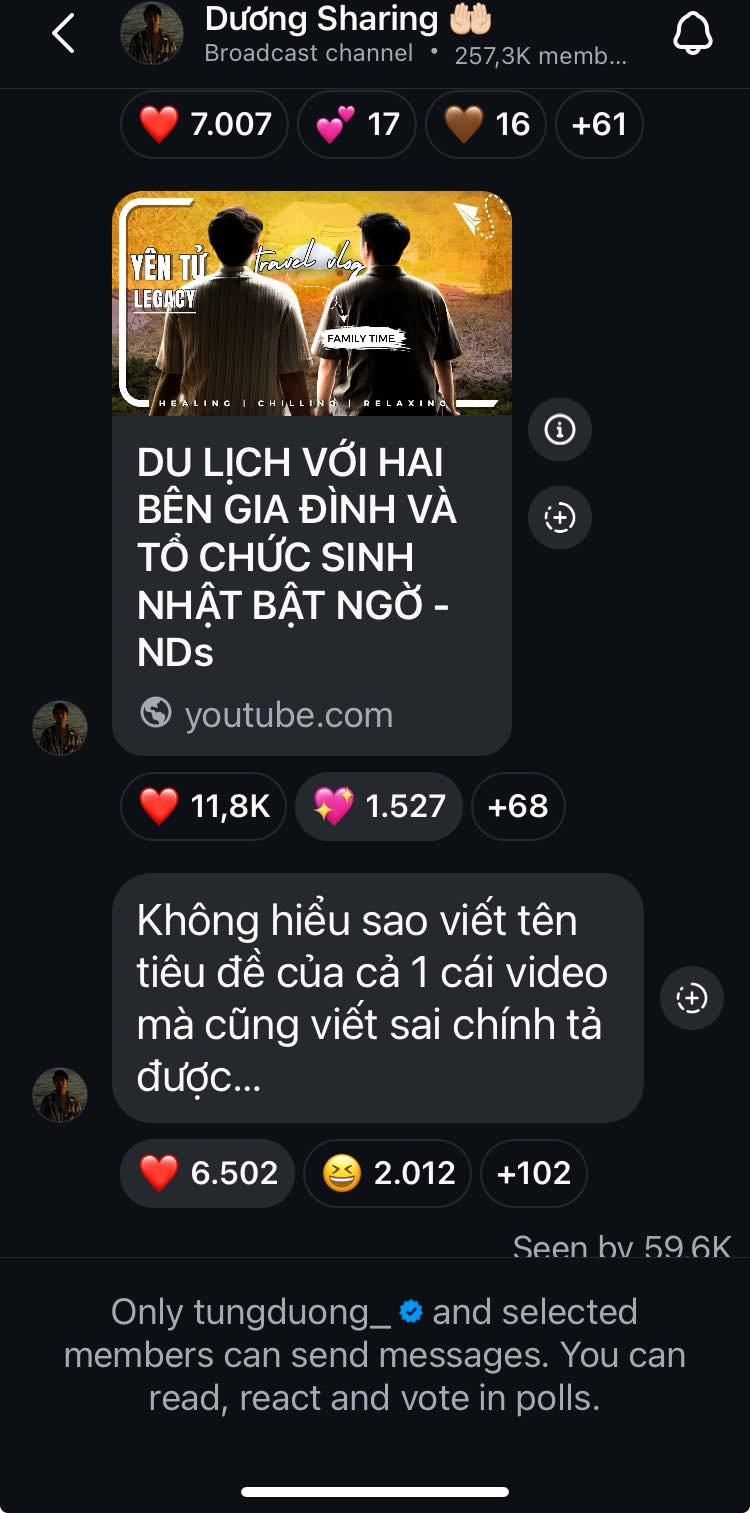 Dương Sharing 🤲🏻
Broadcast channel • 257,3K memb...
❤️ 7.007 💕 17 🤎 16 +61
YÊN TỬ
LEGACY
travel vlog
FAMILY TIME
HEALING | CHILLING | RELAXING
DU LỊCH VỚI HAI
BÊN GIA ĐÌNH VÀ
TỔ CHỨC SINH
NHẬT BẬT NGỜ -
NDs
youtube.com
❤️ 11,8K 💖 1.527 +68
Không hiểu sao viết tên
tiêu đề của cả 1 cái video
mà cũng viết sai chính tả
được...
❤️ 6.502 😆 2.012 +102
Seen by 59,6K
Only tungduong_ and selected
members can send messages. You can
read, react and vote in polls.